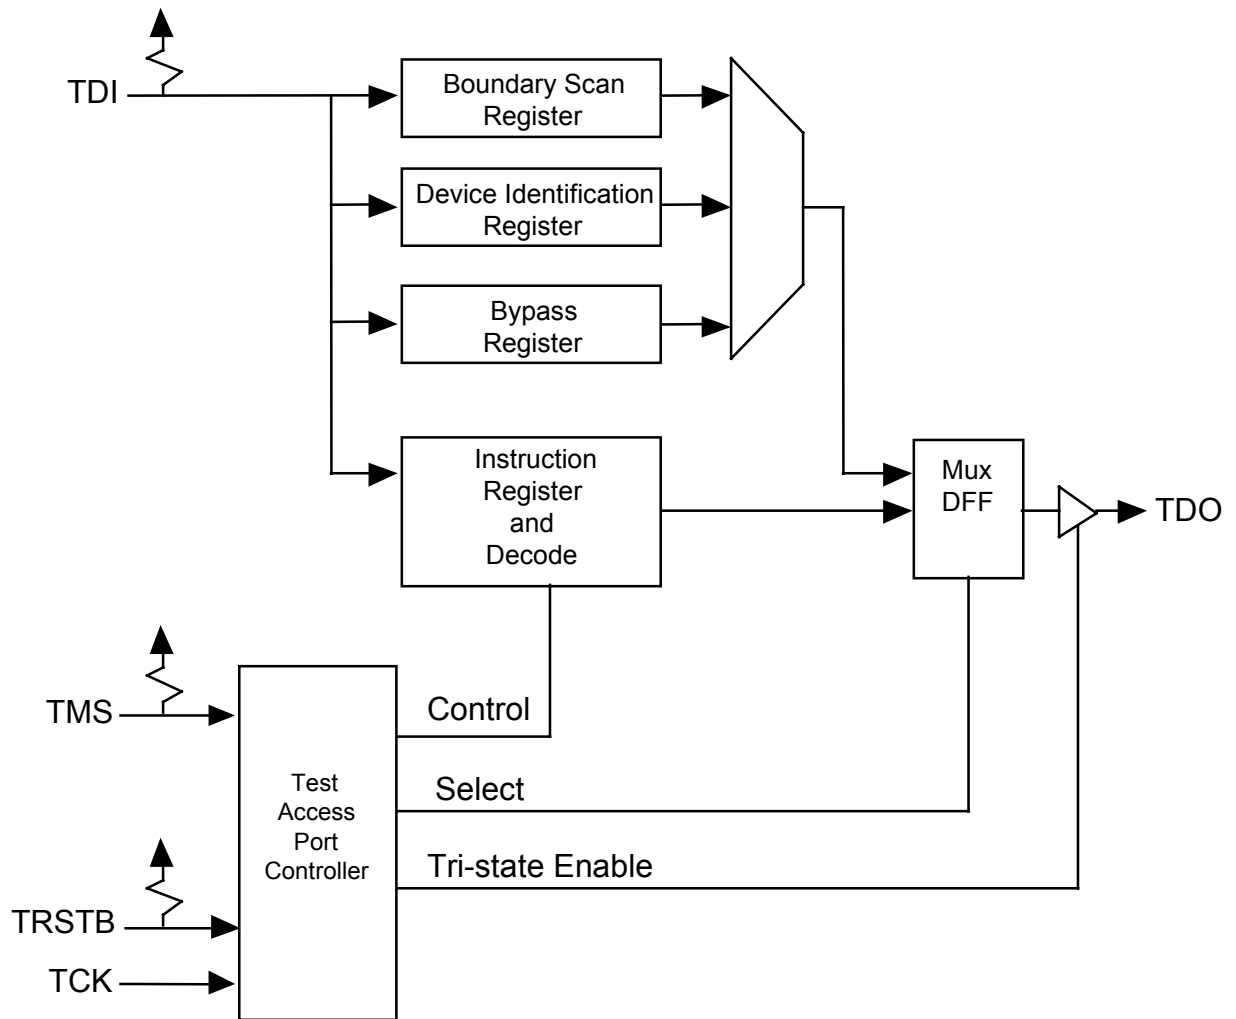 TDI
Boundary Scan
Register
Device Identification
Register
Bypass
Register
Instruction
Register
and
Decode
Mux
DFF
TDO
TMS
Control
Test
Access
Port
Controller
Select
Tri-state Enable
TRSTB
TCK